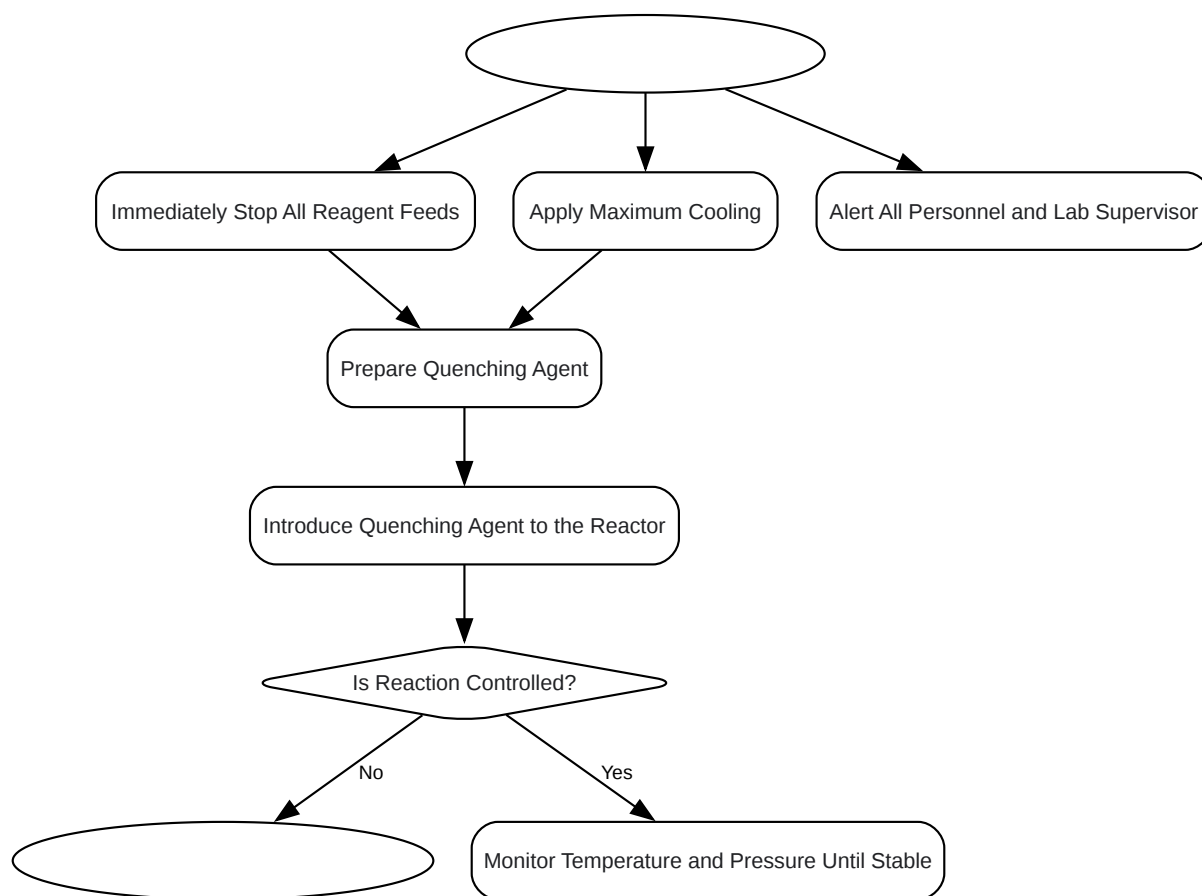 Immediately Stop All Reagent Feeds
Apply Maximum Cooling
Alert All Personnel and Lab Supervisor
Prepare Quenching Agent
Introduce Quenching Agent to the Reactor
Is Reaction Controlled?
No
Yes
Monitor Temperature and Pressure Until Stable